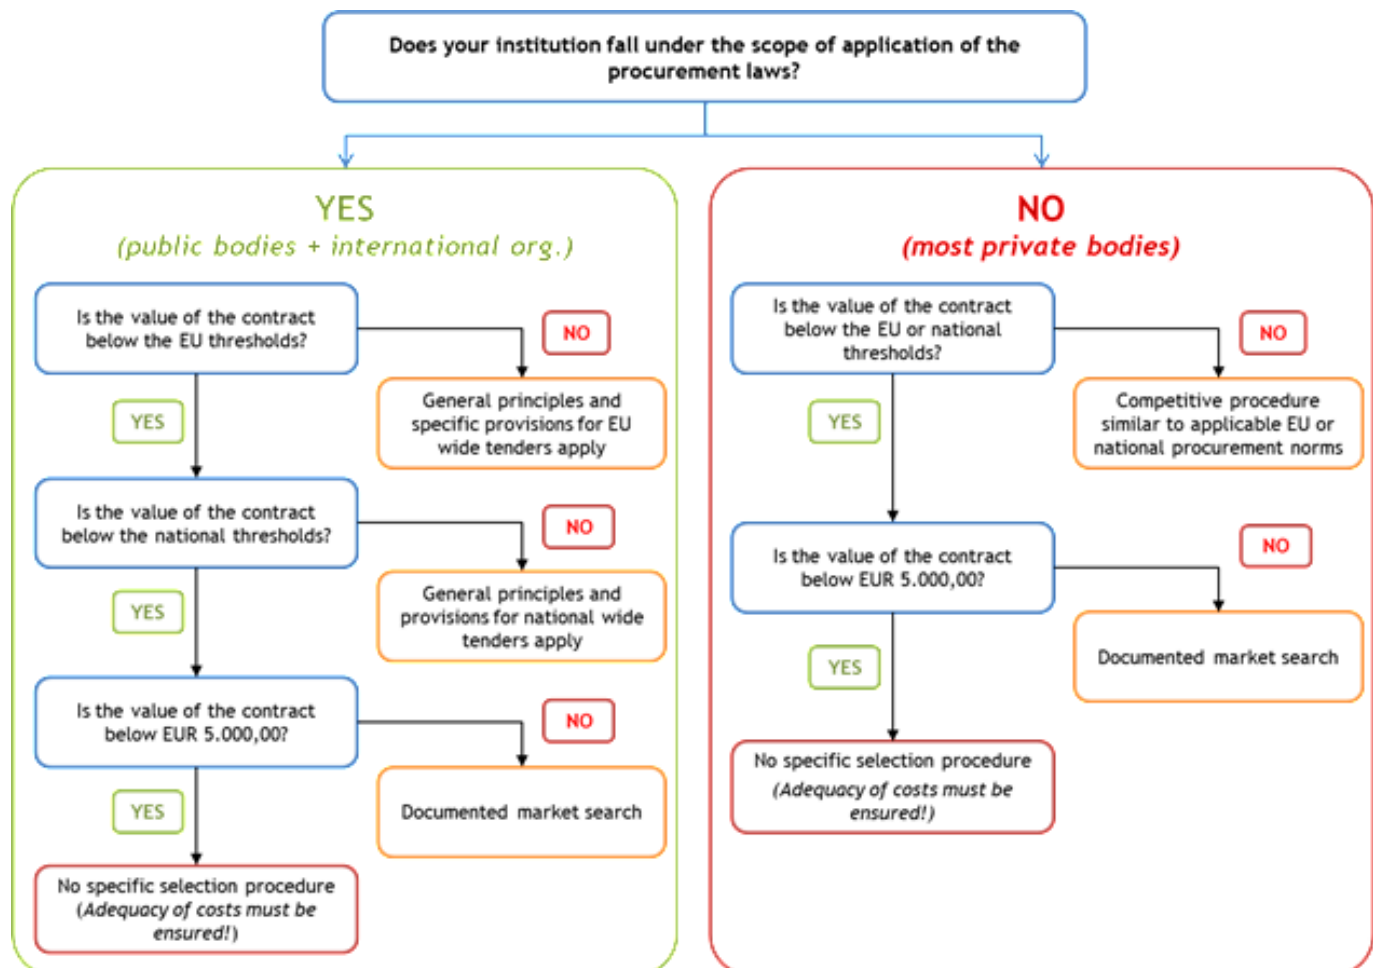 Does your institution fall under the scope of application of the
procurement laws?
YES
(public bodies + international org.)
Is the value of the contract
below the EU thresholds?
NO
General principles and
specific provisions for EU
wide tenders apply
YES
Is the value of the contract
below the national thresholds?
NO
General principles and
provisions for national wide
tenders apply
YES
Is the value of the contract
below EUR 5.000,00?
NO
Documented market search
YES
No specific selection procedure
(Adequacy of costs must be
ensured!)
NO
(most private bodies)
Is the value of the contract
below the EU or national
thresholds?
NO
Competitive procedure
similar to applicable EU or
national procurement norms
YES
Is the value of the contract
below EUR 5.000,00?
NO
Documented market search
YES
No specific selection procedure
(Adequacy of costs must be
ensured!)